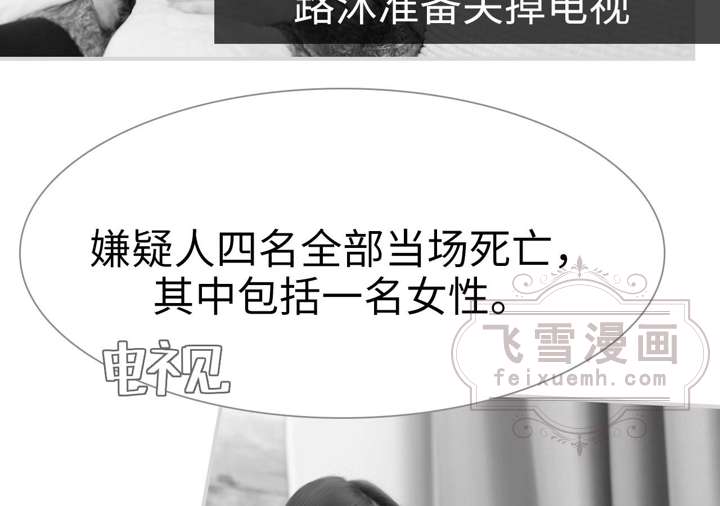 路沐准备关掉电视
嫌疑人四名全部当场死亡，
其中包括一名女性。
电视
飞雪漫画
feixuemh.com